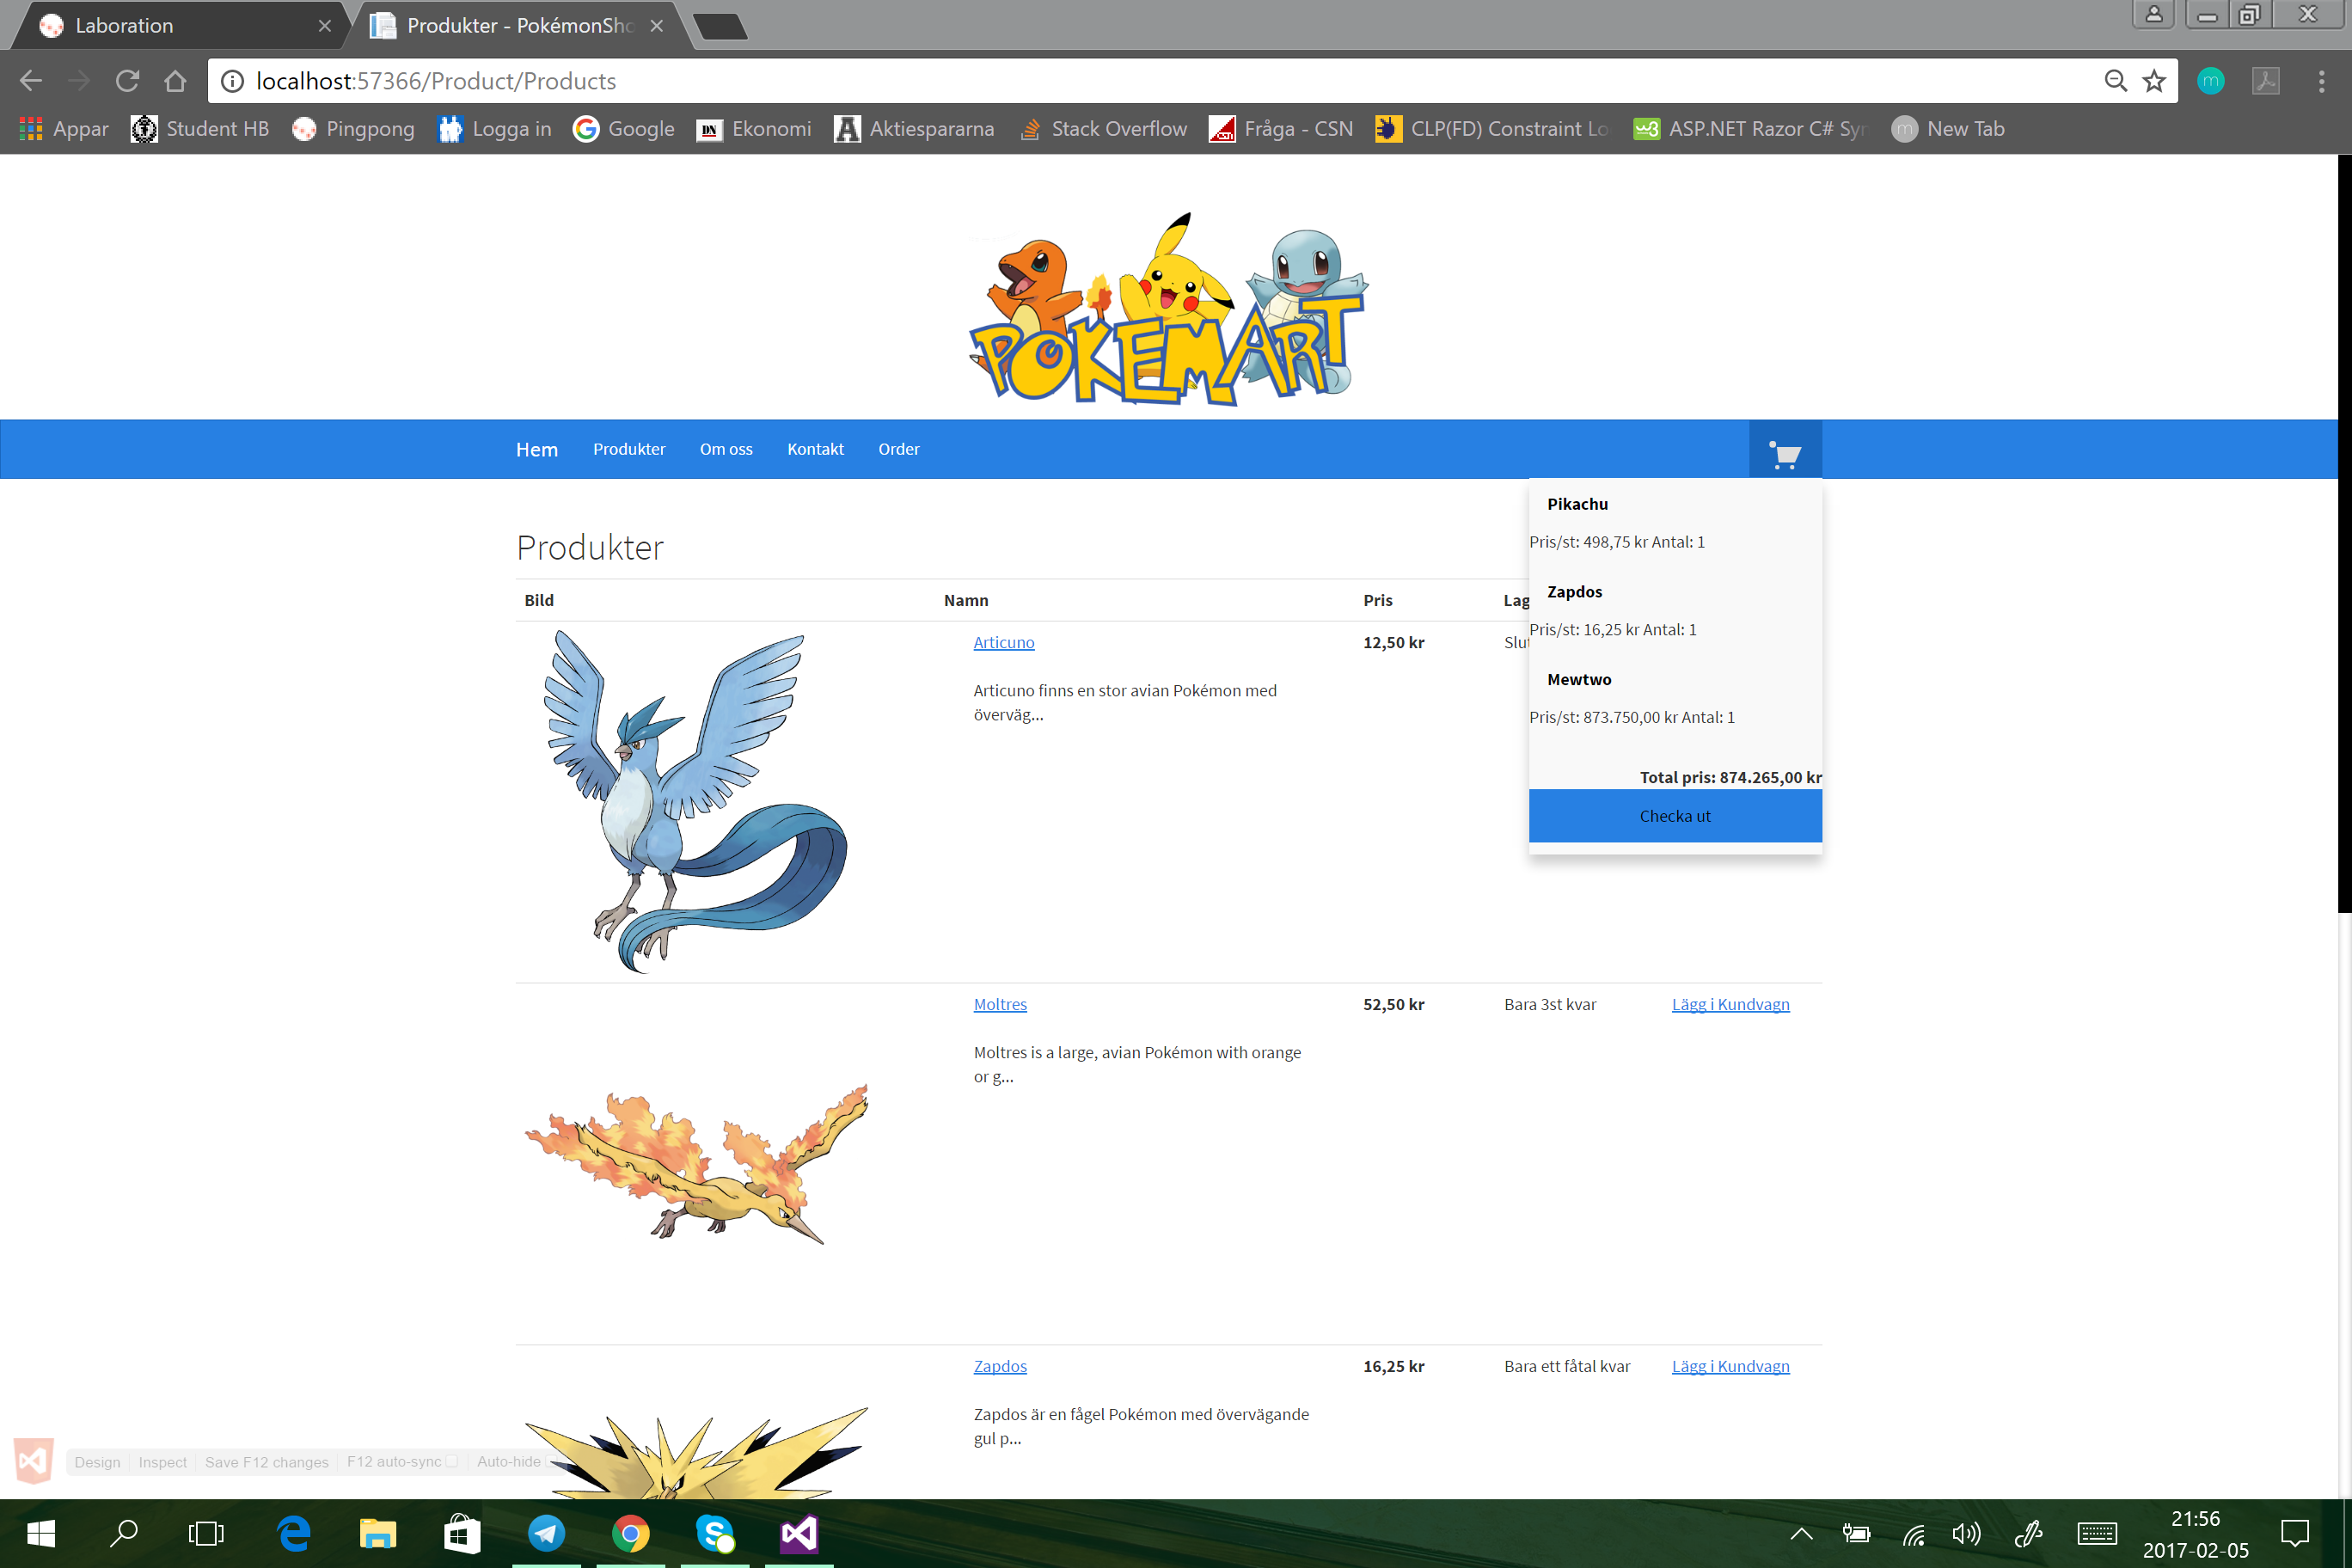 Laboration
Produkter - PokémonSho
localhost:57366/Product/Products
Appar Student HB Pingpong Logga in Google DN Ekonomi Aktiespararna Stack Overflow Fråga - CSN CLP(FD) Constraint Lo ASP.NET Razor C# Syn New Tab
POKEMART
Hem Produkter Om oss Kontakt Order
Pikachu
Pris/st: 498,75 kr Antal: 1
Zapdos
Pris/st: 16,25 kr Antal: 1
Mewtwo
Pris/st: 873.750,00 kr Antal: 1
Total pris: 874.265,00 kr
Checka ut
Produkter
Bild Namn Pris Lag
Articuno 12,50 kr Slut
Articuno finns en stor avian Pokémon med
överväg...
Moltres 52,50 kr Bara 3st kvar Lägg i Kundvagn
Moltres is a large, avian Pokémon with orange
or g...
Zapdos 16,25 kr Bara ett fåtal kvar Lägg i Kundvagn
Zapdos är en fågel Pokémon med övervägande
gul p...
Design Inspect Save F12 changes F12 auto-sync Auto-hide
21:56
2017-02-05